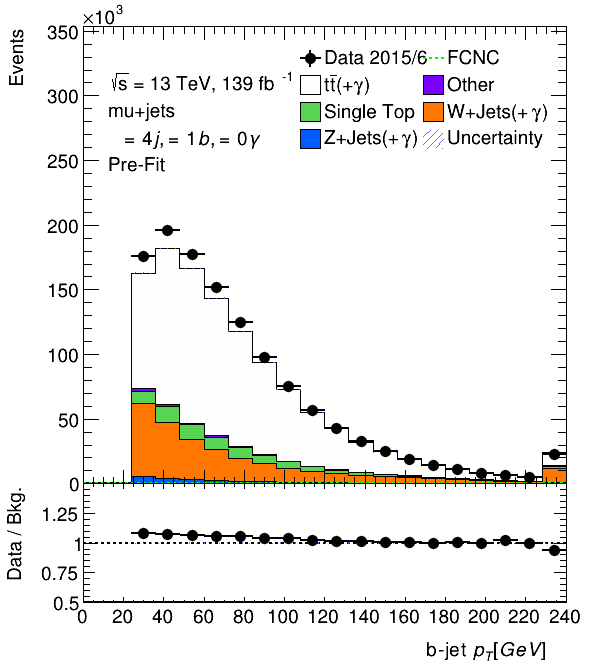 ×10³
Events
350
300
250
200
150
100
50
0
√s = 13 TeV, 139 fb⁻¹
mu+jets
= 4j, = 1b, = 0γ
Pre-Fit
Data 2015/6
FCNC
tt̄(+γ)
Other
Single Top
W+Jets(+γ)
Z+Jets(+γ)
Uncertainty
Data / Bkg.
1.25
1
0.75
0.5
0 20 40 60 80 100 120 140 160 180 200 220 240
b-jet p_T[GeV]